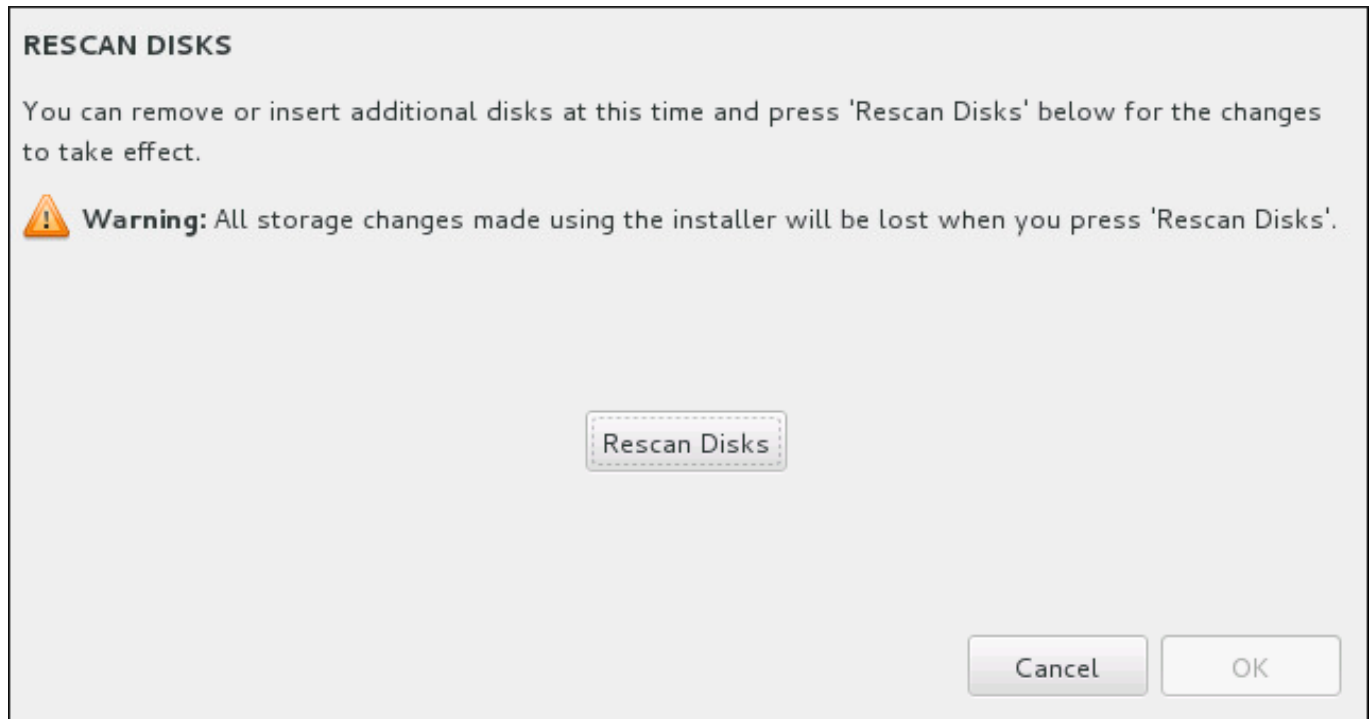 RESCAN DISKS
You can remove or insert additional disks at this time and press 'Rescan Disks' below for the changes
to take effect.
Warning: All storage changes made using the installer will be lost when you press 'Rescan Disks'.
Rescan Disks
Cancel
OK